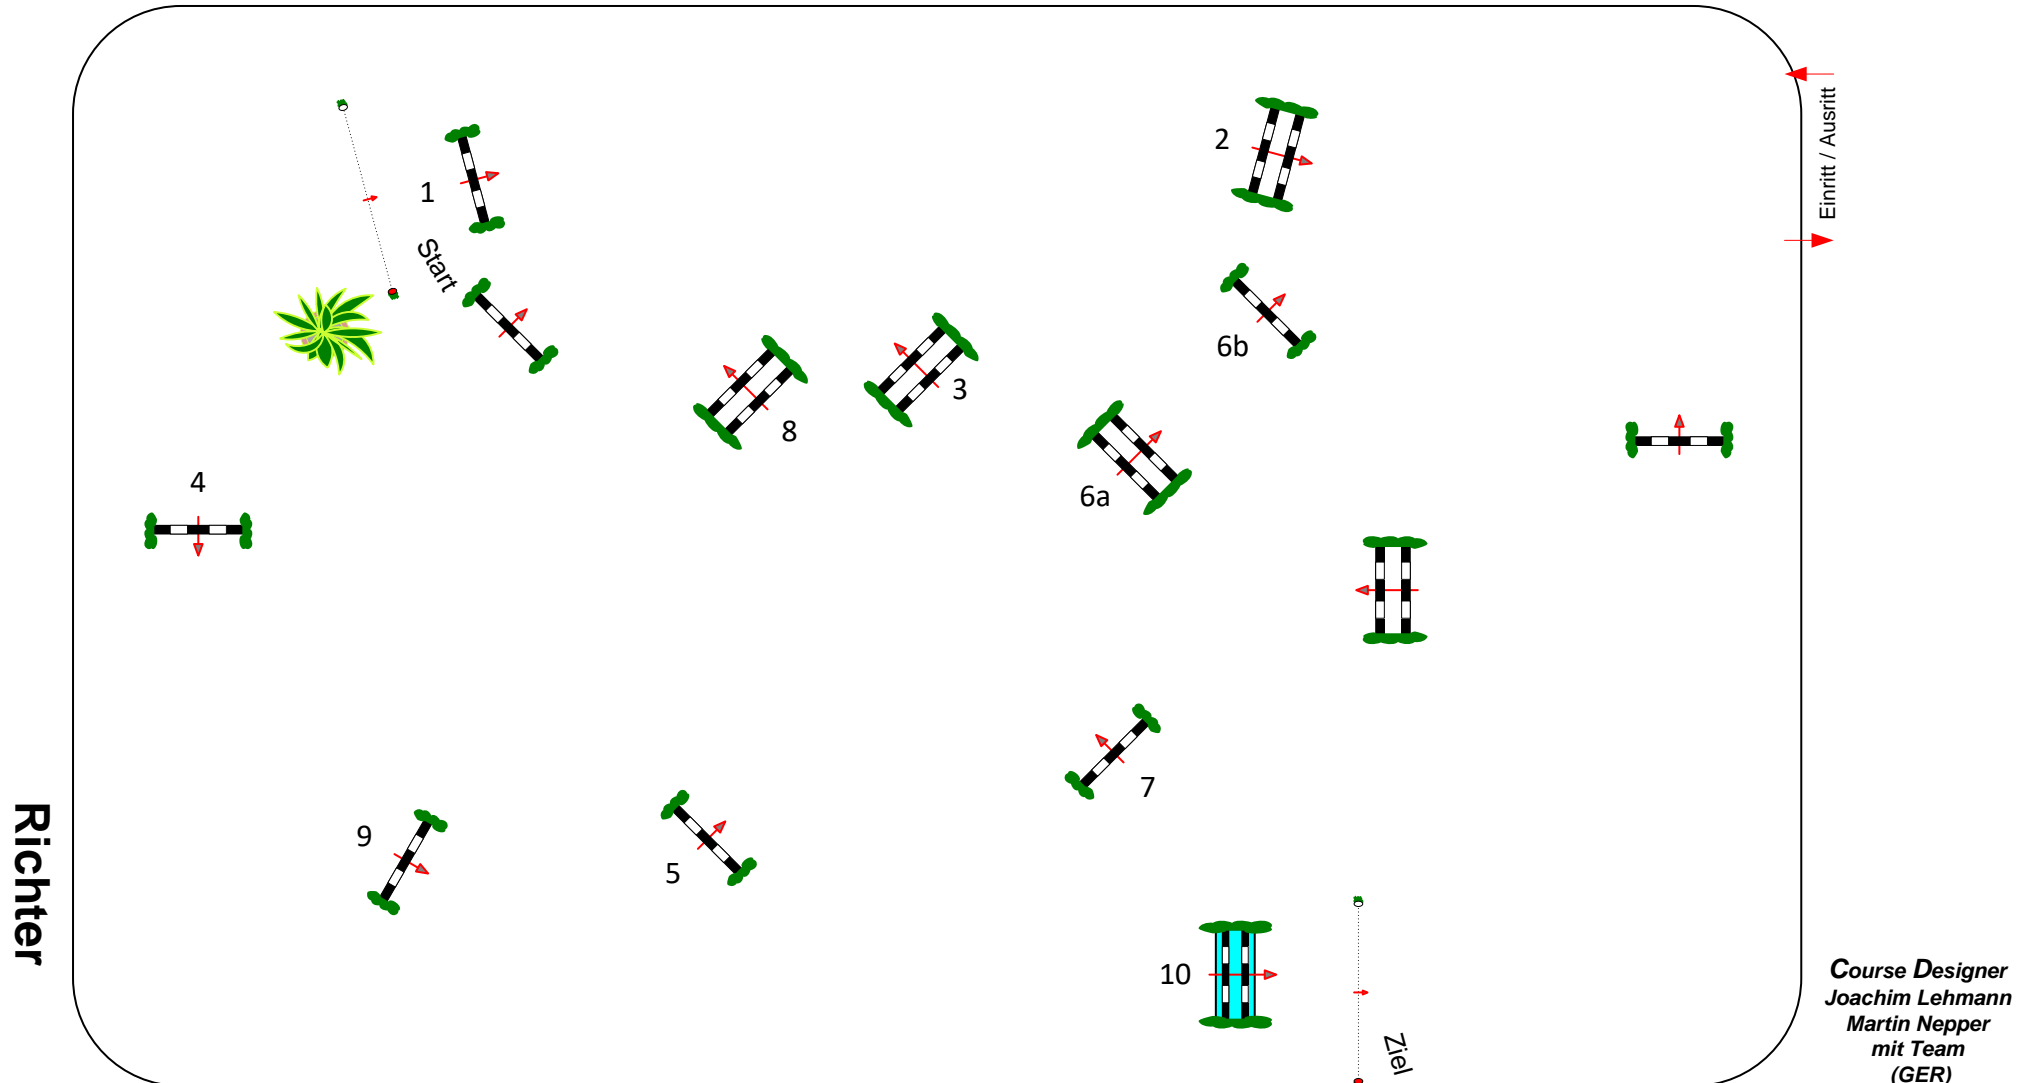 Einritt / Ausritt
2
1
Start
6b
3
8
4
6a
7
9
5
10
Ziel
Richter
Course Designer
Joachim Lehmann
Martin Nepper
mit Team
(GER)